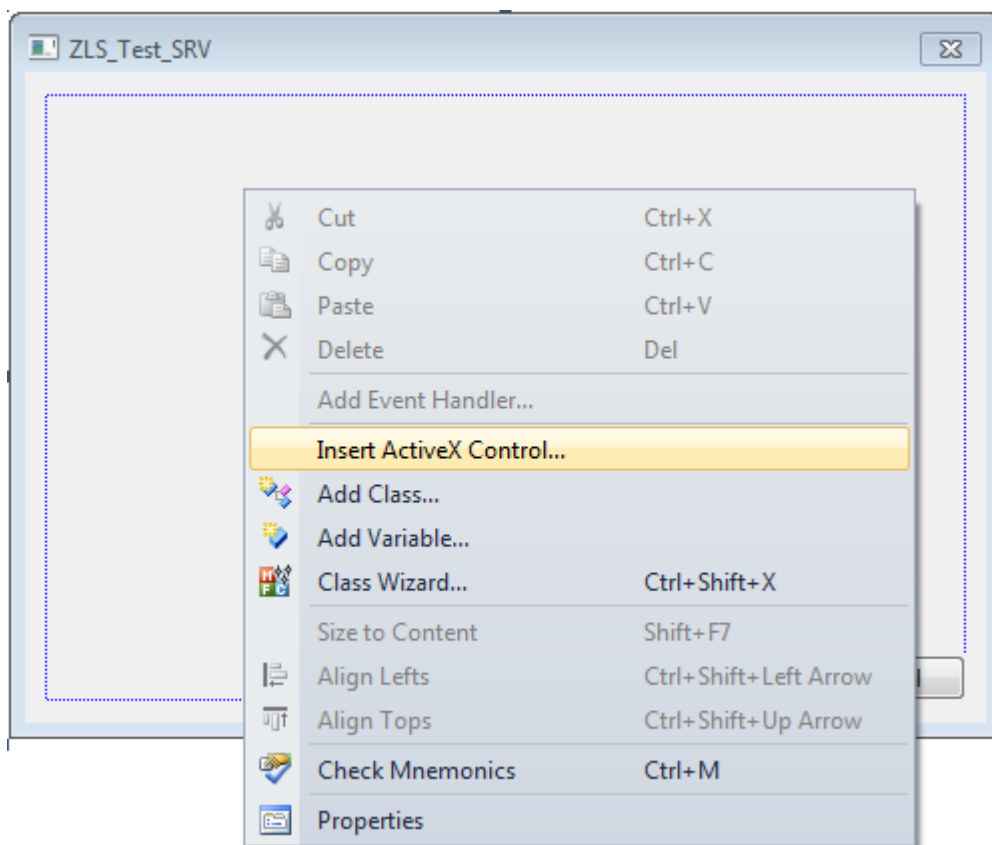 ZLS_Test_SRV
Cut Ctrl+X
Copy Ctrl+C
Paste Ctrl+V
Delete Del
Add Event Handler...
Insert ActiveX Control...
Add Class...
Add Variable...
Class Wizard... Ctrl+Shift+X
Size to Content Shift+F7
Align Lefts Ctrl+Shift+Left Arrow
Align Tops Ctrl+Shift+Up Arrow
Check Mnemonics Ctrl+M
Properties